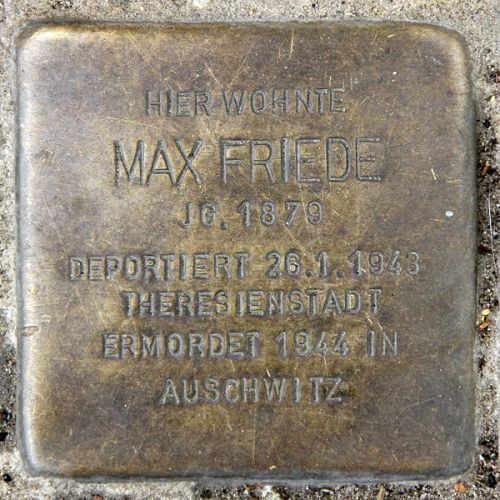 HIER WOHNTE
MAX FRIEDE
JG. 1879
DEPORTIERT 26.1.1943
THERESIENSTADT
ERMORDET 1944 IN
AUSCHWITZ